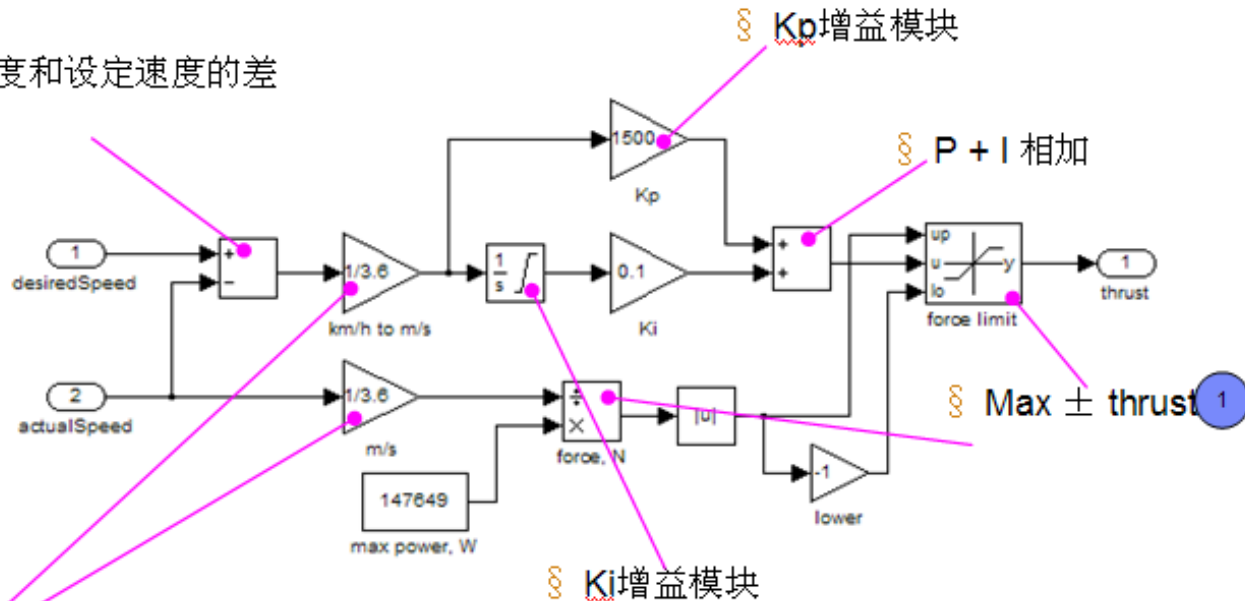 § Kp增益模块
度和设定速度的差
1500
Kp
§ P + I 相加
1
desiredSpeed
+
−
1/3.6
km/h to m/s
1
s
0.1
Ki
+
+
up
u
y
lo
force limit
1
thrust
2
actualSpeed
1/3.6
m/s
÷
×
force, N
|u|
-1
lower
§ Max ± thrust
1
147649
max power, W
§ Ki增益模块